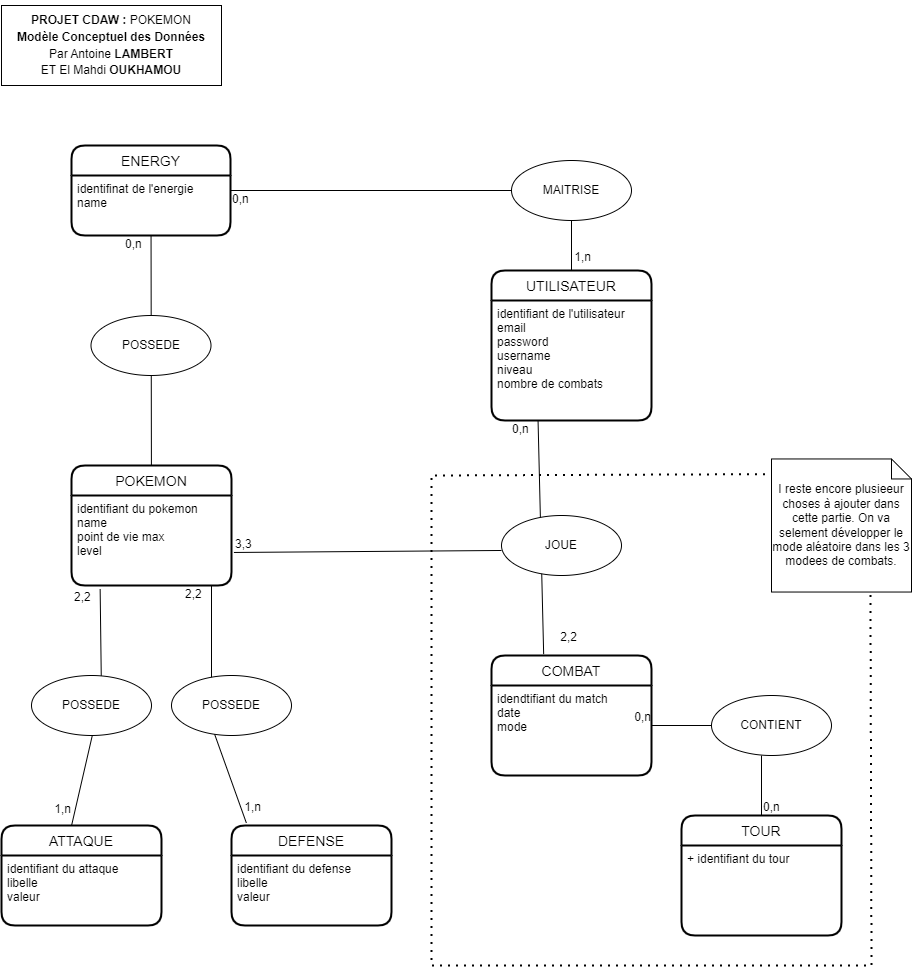 PROJET CDAW : POKEMON
Modèle Conceptuel des Données
Par Antoine LAMBERT
ET El Mahdi OUKHAMOU
ENERGY
identifinat de l'energie
name
0,n
MAITRISE
0,n
1,n
UTILISATEUR
identifiant de l'utilisateur
email
password
username
niveau
nombre de combats
POSSEDE
0,n
POKEMON
identifiant du pokemon
name
point de vie max
level
3,3
JOUE
I reste encore plusieeur
choses à ajouter dans
cette partie. On va
selement développer le
mode aléatoire dans les 3
modees de combats.
2,2
2,2
2,2
COMBAT
idendtifiant du match
date
mode
0,n
CONTIENT
POSSEDE
POSSEDE
1,n
1,n
0,n
ATTAQUE
identifiant du attaque
libelle
valeur
DEFENSE
identifiant du defense
libelle
valeur
TOUR
+ identifiant du tour